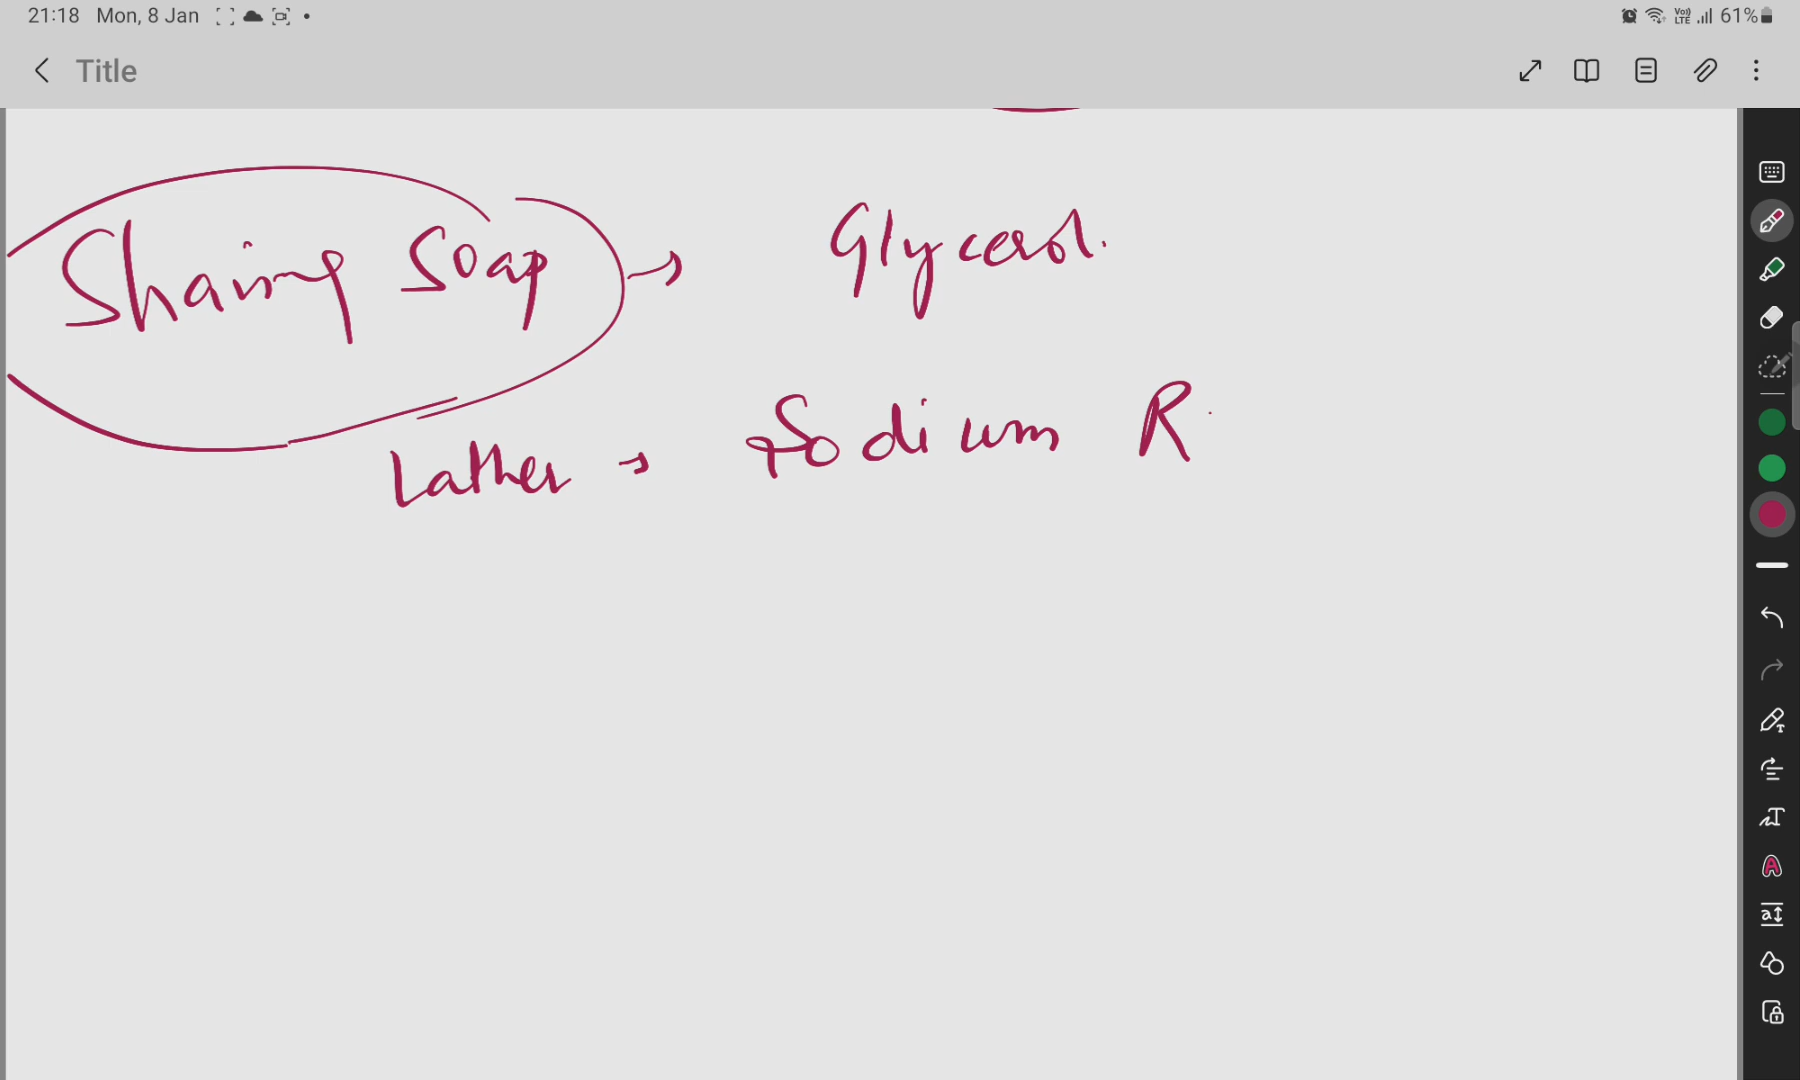 21:18 Mon, 8 Jan 61%
Title
Shaving Soap → Glycerol.
Lather → Sodium R